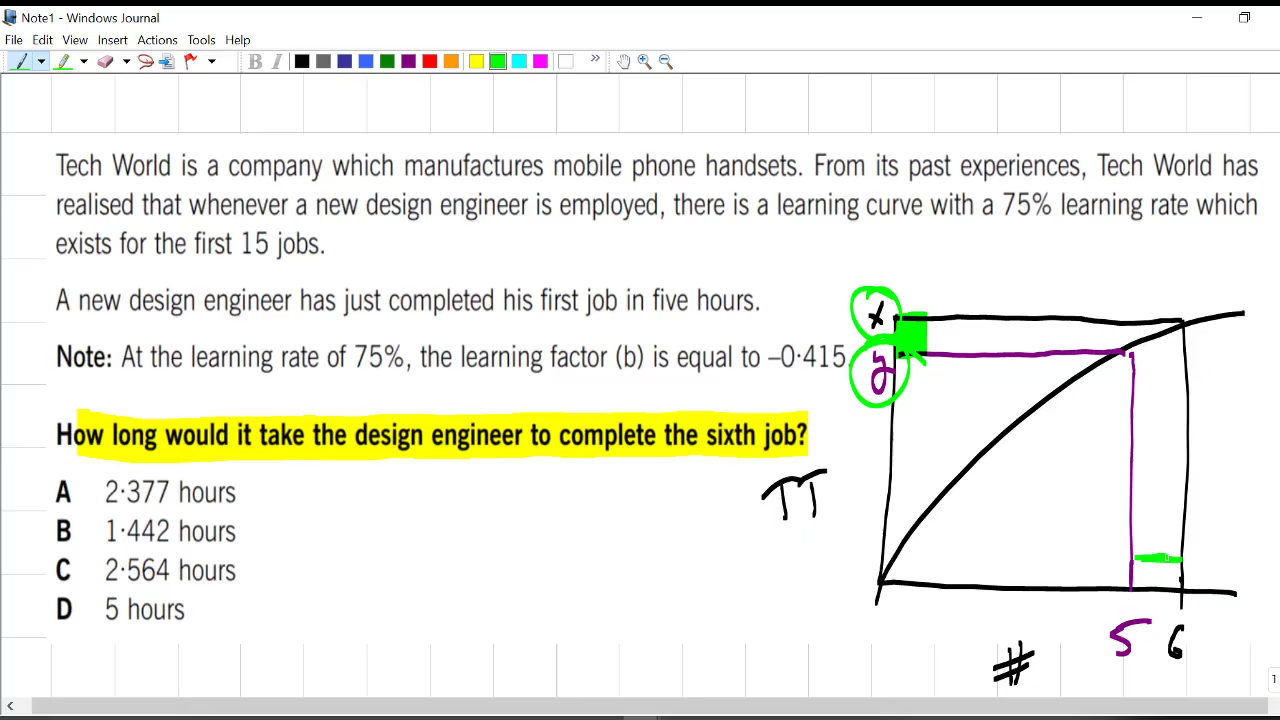 Note1 - Windows Journal
File Edit View Insert Actions Tools Help
B I
Tech World is a company which manufactures mobile phone handsets. From its past experiences, Tech World has
realised that whenever a new design engineer is employed, there is a learning curve with a 75% learning rate which
exists for the first 15 jobs.
A new design engineer has just completed his first job in five hours.
Note: At the learning rate of 75%, the learning factor (b) is equal to –0·415
How long would it take the design engineer to complete the sixth job?
A 2·377 hours
B 1·442 hours
C 2·564 hours
D 5 hours
x
y
TT
5 6
#
1